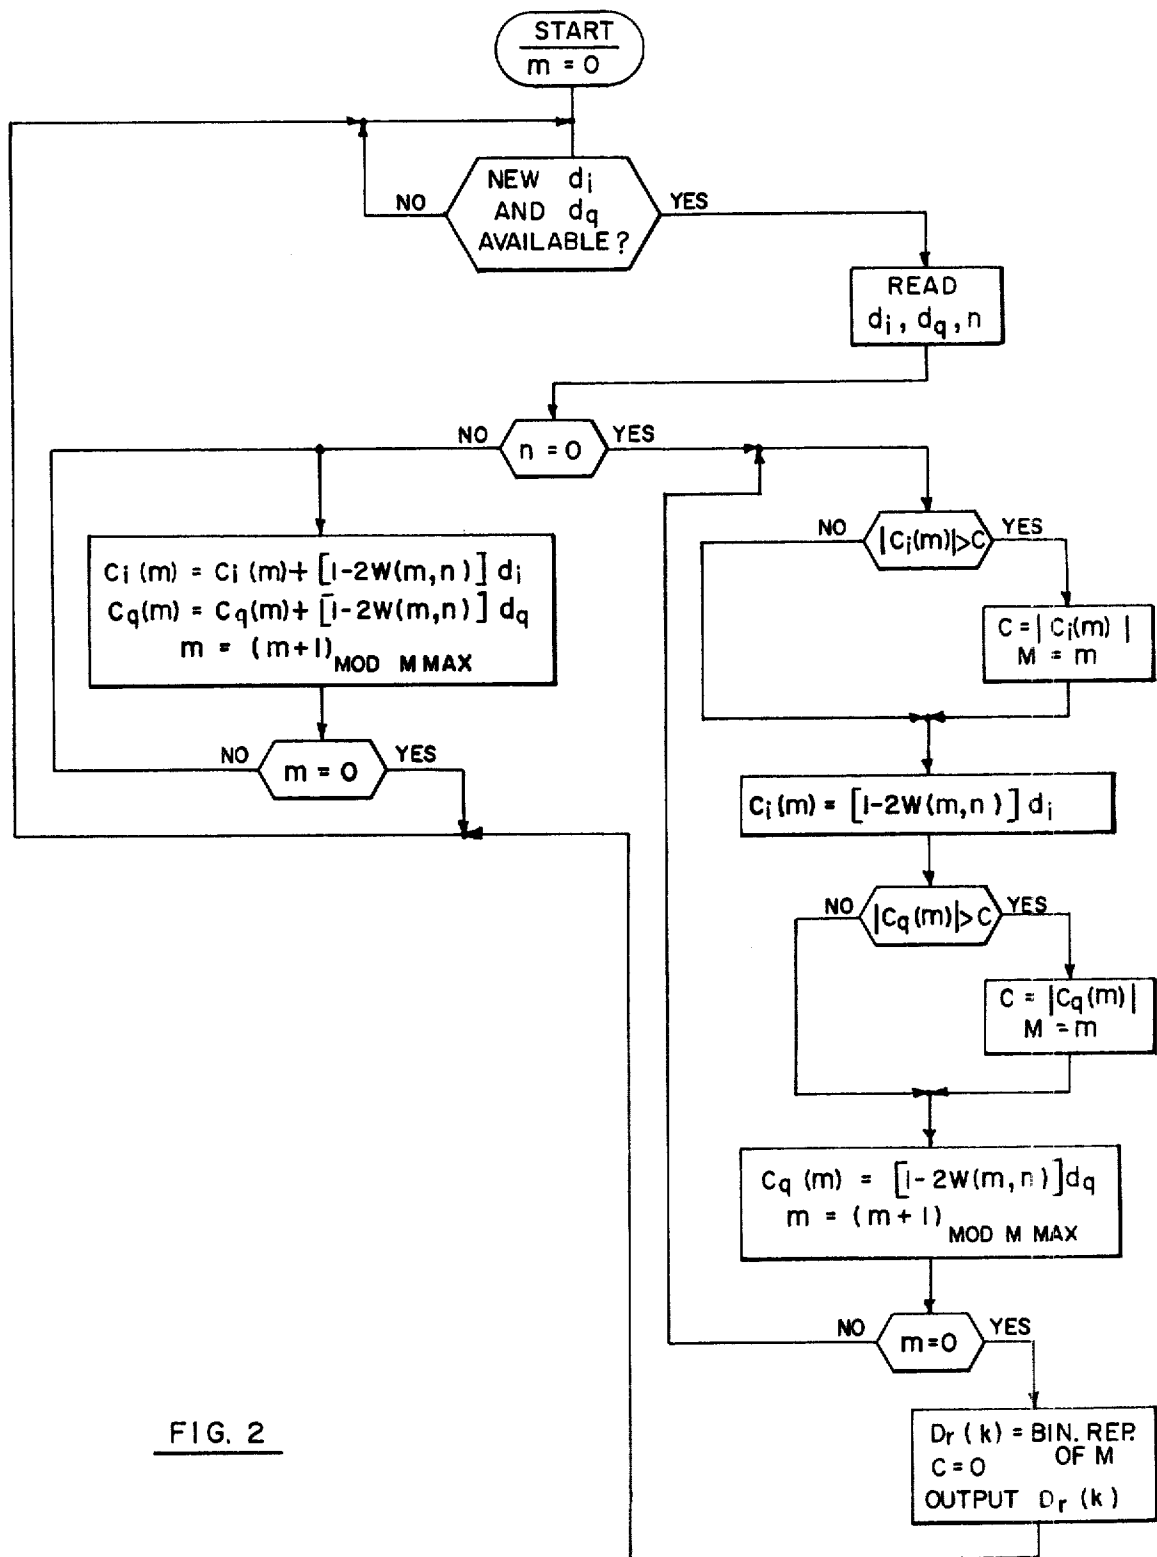 START
m = 0
NEW di
AND dq
AVAILABLE?
NO
YES
READ
di, dq, n
n = 0
NO
YES
Ci(m) = Ci(m) + [1-2W(m,n)] di
Cq(m) = Cq(m) + [1-2W(m,n)] dq
m = (m+1) MOD M MAX
m = 0
NO
YES
|Ci(m)|>C
NO
YES
C = |Ci(m)|
M = m
Ci(m) = [1-2W(m,n)] di
|Cq(m)|>C
NO
YES
C = |Cq(m)|
M = m
Cq(m) = [1-2W(m,n)] dq
m = (m+1) MOD M MAX
m=0
NO
YES
Dr(k) = BIN. REP.
OF M
C=0
OUTPUT Dr(k)
FIG. 2